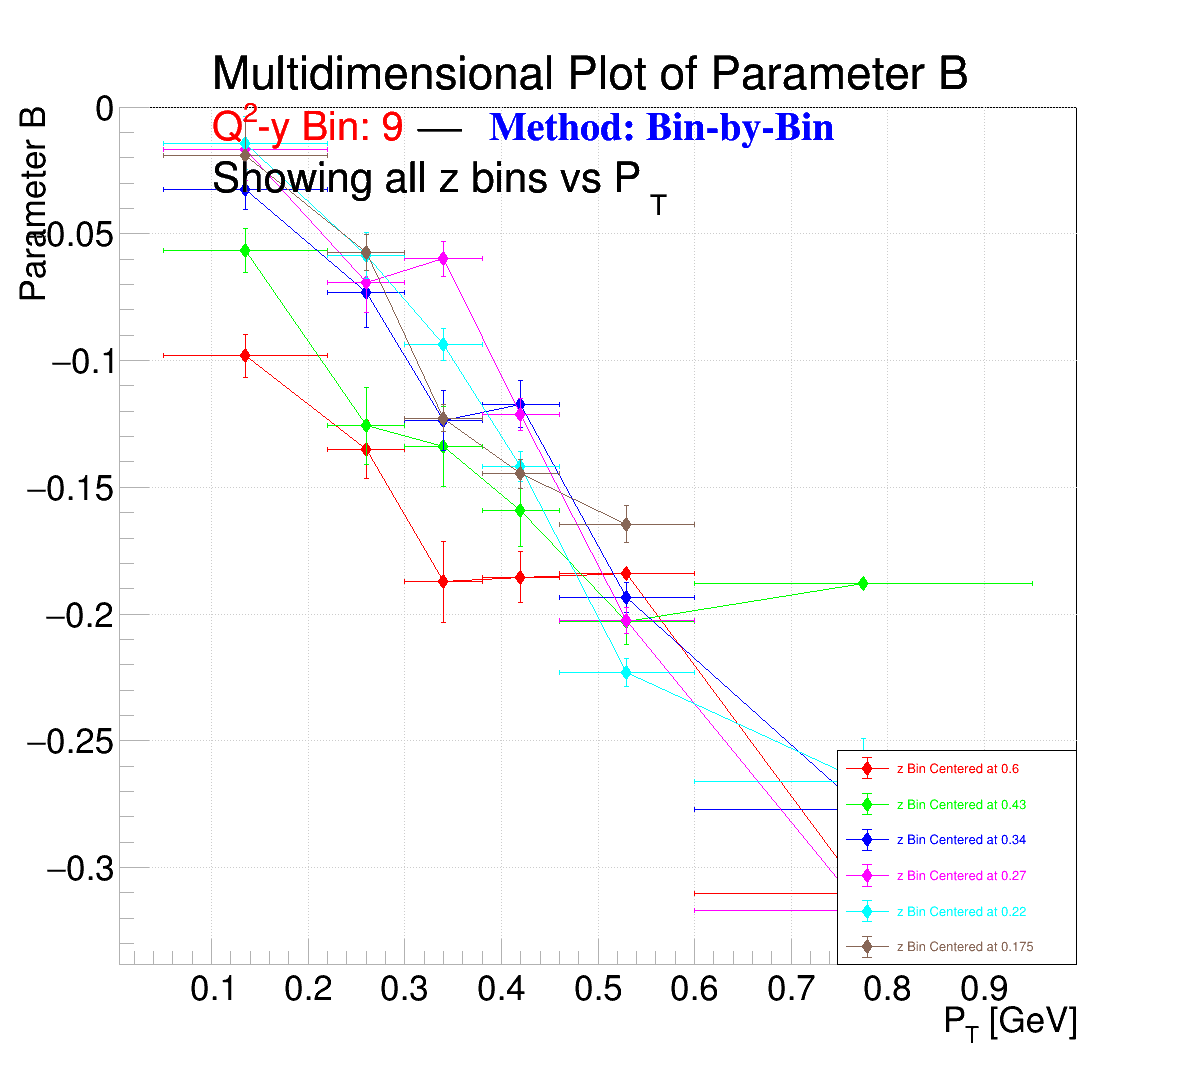 Multidimensional Plot of Parameter B
Q²-y Bin: 9 — Method: Bin-by-Bin
Showing all z bins vs P_T
Parameter B
0
−0.05
−0.1
−0.15
−0.2
−0.25
−0.3
z Bin Centered at 0.6
z Bin Centered at 0.43
z Bin Centered at 0.34
z Bin Centered at 0.27
z Bin Centered at 0.22
z Bin Centered at 0.175
0.1 0.2 0.3 0.4 0.5 0.6 0.7 0.8 0.9
P_T [GeV]